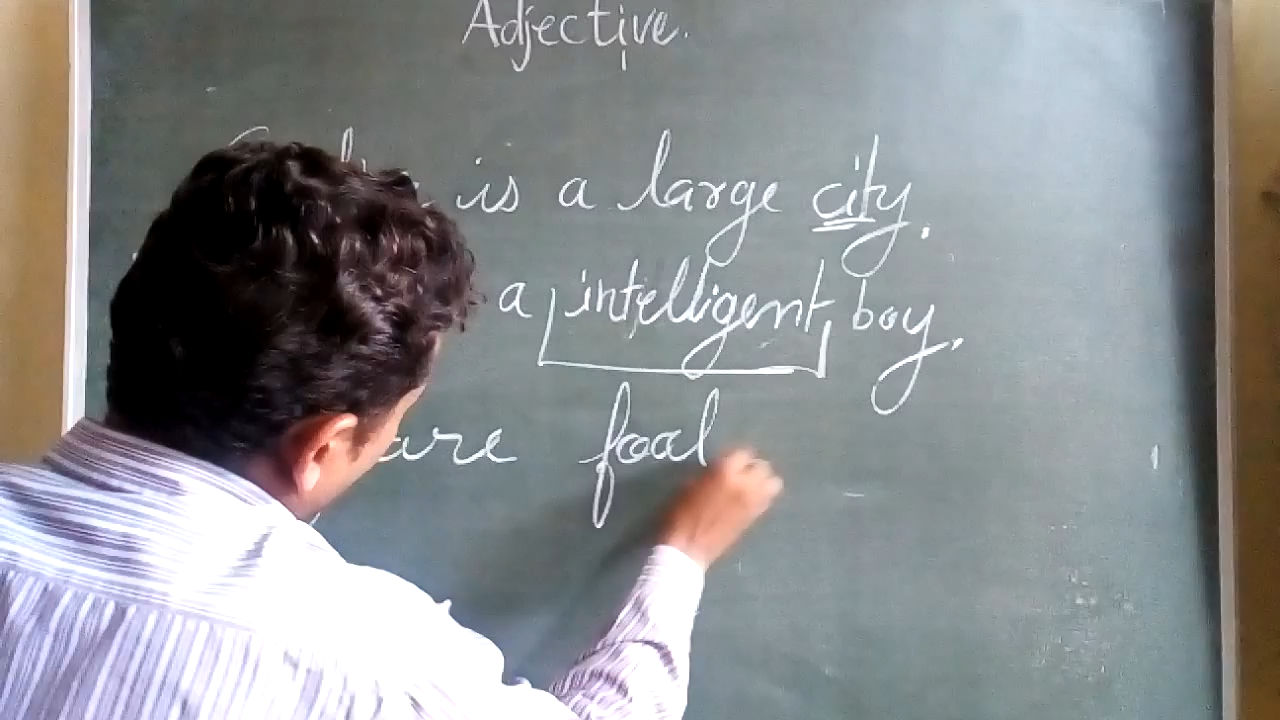 Adjective.
is a large city.
a intelligent boy,
are fool